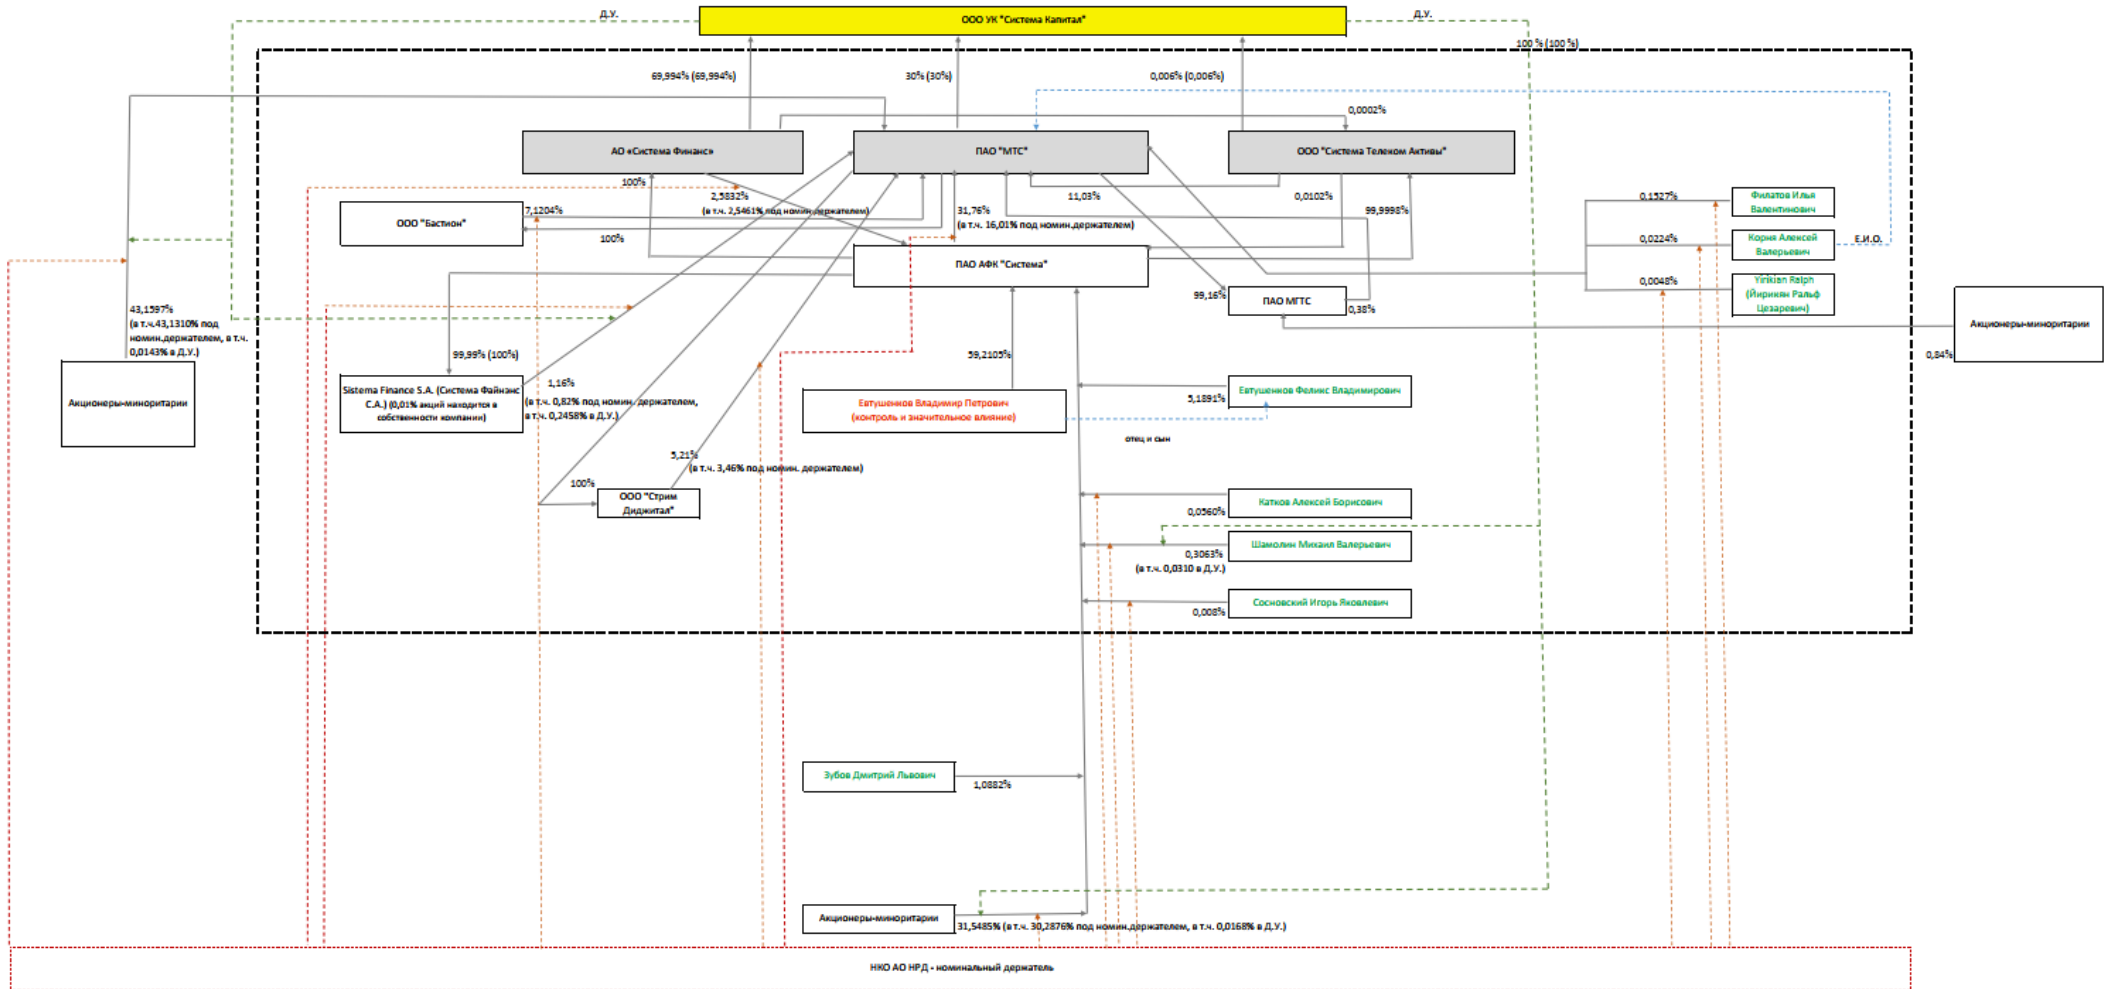 Д.У.
ООО УК "Система Капитал"
Д.У.
100 % (100 %)
69,994% (69,994%)
30% (30%)
0,006% (0,006%)
0,0002%
АО «Система Финанс»
ПАО "МТС"
ООО "Система Телеком Активы"
100%
2,5832%
(в т.ч. 2,5461% под номин.держателем)
11,03%
0,0102%
99,9998%
0,1527%
Филатов Илья
Валентинович
ООО "Бастион"
7,1204%
100%
31,76%
(в т.ч. 16,01% под номин.держателем)
0,0224%
Корня Алексей
Валерьевич
Е.И.О.
ПАО АФК "Система"
0,0048%
Yirikian Ralph
(Йирикян Ральф
Цезаревич)
99,16%
ПАО МГТС
0,38%
43,1597%
(в т.ч.43,1310% под
номин.держателем, в т.ч.
0,0143% в Д.У.)
Акционеры-миноритарии
0,84%
99,99% (100%)
59,2105%
Sistema Finance S.A. (Система Файнэнс
С.А.) (0,01% акций находится в
собственности компании)
1,16%
(в т.ч. 0,82% под номин. держателем,
в т.ч. 0,2458% в Д.У.)
Акционеры-миноритарии
Евтушенков Владимир Петрович
(контроль и значительное влияние)
5,1891%
Евтушенков Феликс Владимирович
отец и сын
5,21%
(в т.ч. 3,46% под номин. держателем)
100%
ООО "Стрим
Диджитал"
Катков Алексей Борисович
0,0560%
Шамолин Михаил Валерьевич
0,3063%
(в т.ч. 0,0310 в Д.У.)
Сосновский Игорь Яковлевич
0,008%
Зубов Дмитрий Львович
1,0882%
Акционеры-миноритарии
31,5485% (в т.ч. 30,2876% под номин.держателем, в т.ч. 0,0168% в Д.У.)
НКО АО НРД - номинальный держатель